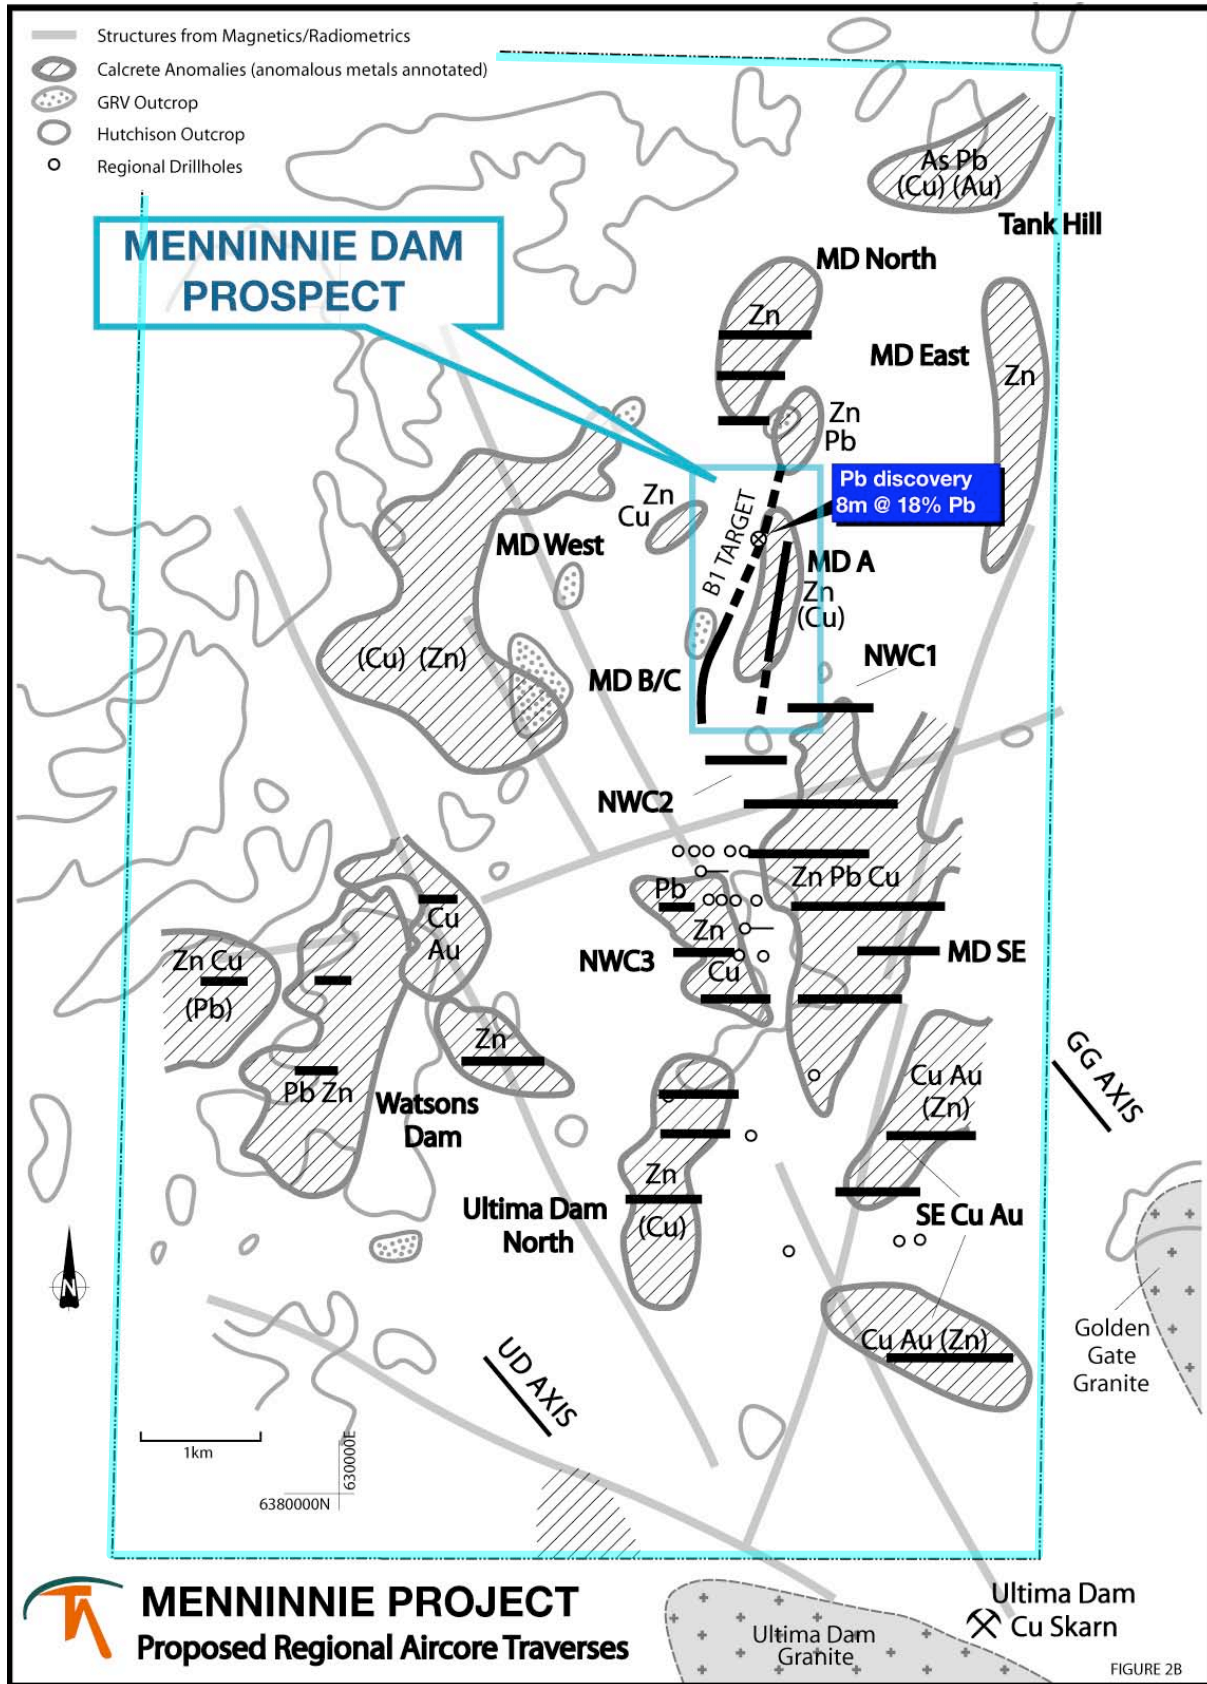 Structures from Magnetics/Radiometrics
Calcrete Anomalies (anomalous metals annotated)
GRV Outcrop
Hutchison Outcrop
Regional Drillholes
As Pb
(Cu) (Au)
Tank Hill
MENNINNIE DAM
PROSPECT
MD North
Zn
MD East
Zn
Zn
Pb
Pb discovery
8m @ 18% Pb
Zn
Cu
MD West
B1 TARGET
MD A
Zn
(Cu)
(Cu) (Zn)
MD B/C
NWC1
NWC2
Zn Pb Cu
Pb
Cu
Au
Zn
NWC3
Cu
MD SE
Zn Cu
(Pb)
Zn
Pb Zn
Watsons
Dam
Cu Au
(Zn)
GG AXIS
Zn
(Cu)
Ultima Dam
North
SE Cu Au
N
Cu Au (Zn)
Golden
Gate
Granite
UD AXIS
1km
630000E
6380000N
MENNINNIE PROJECT
Proposed Regional Aircore Traverses
Ultima Dam
Granite
Ultima Dam
Cu Skarn
FIGURE 2B